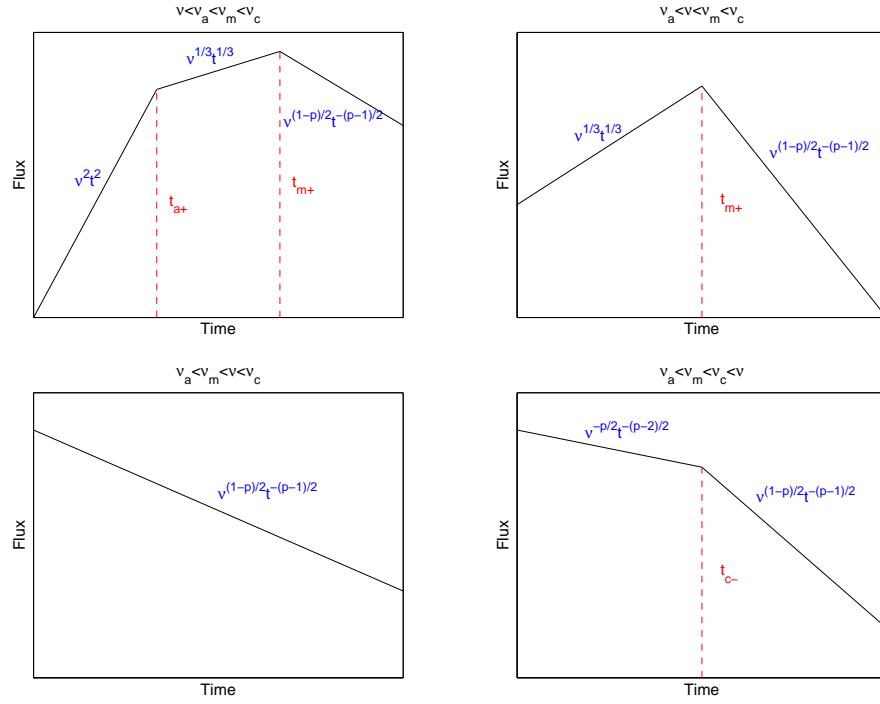 ν<ν_a<ν_m<ν_c
ν^{1/3}t^{1/3}
ν^{(1−p)/2}t^{−(p−1)/2}
ν^2t^2
t_{a+}
t_{m+}
Flux
Time
ν_a<ν<ν_m<ν_c
ν^{1/3}t^{1/3}
ν^{(1−p)/2}t^{−(p−1)/2}
t_{m+}
Flux
Time
ν_a<ν_m<ν<ν_c
ν^{(1−p)/2}t^{−(p−1)/2}
Flux
Time
ν_a<ν_m<ν_c<ν
ν^{−p/2}t^{−(p−2)/2}
ν^{(1−p)/2}t^{−(p−1)/2}
t_{c−}
Flux
Time